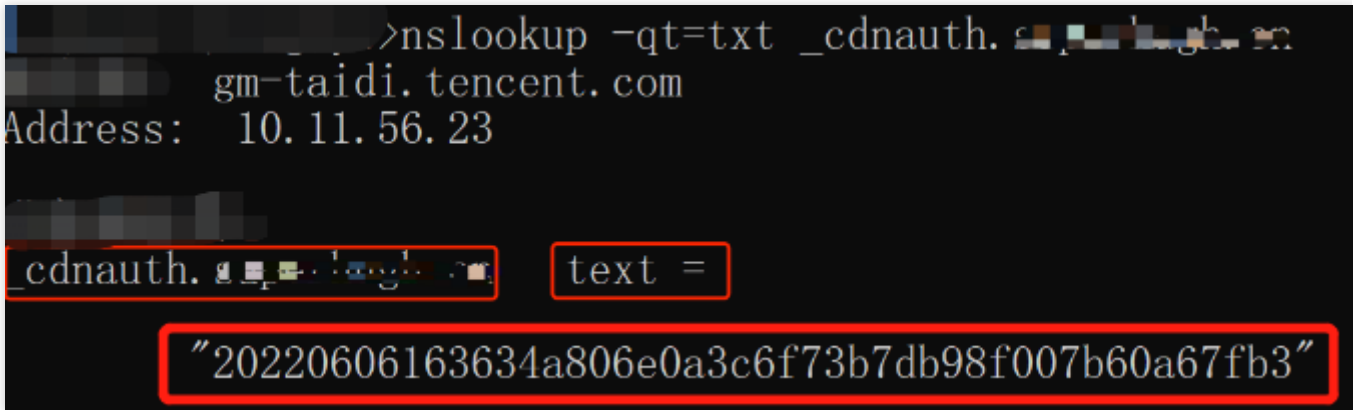 >nslookup -qt=txt _cdnauth.
gm-taidi.tencent.com
Address: 10.11.56.23
_cdnauth. text =
"20220606163634a806e0a3c6f73b7db98f007b60a67fb3"